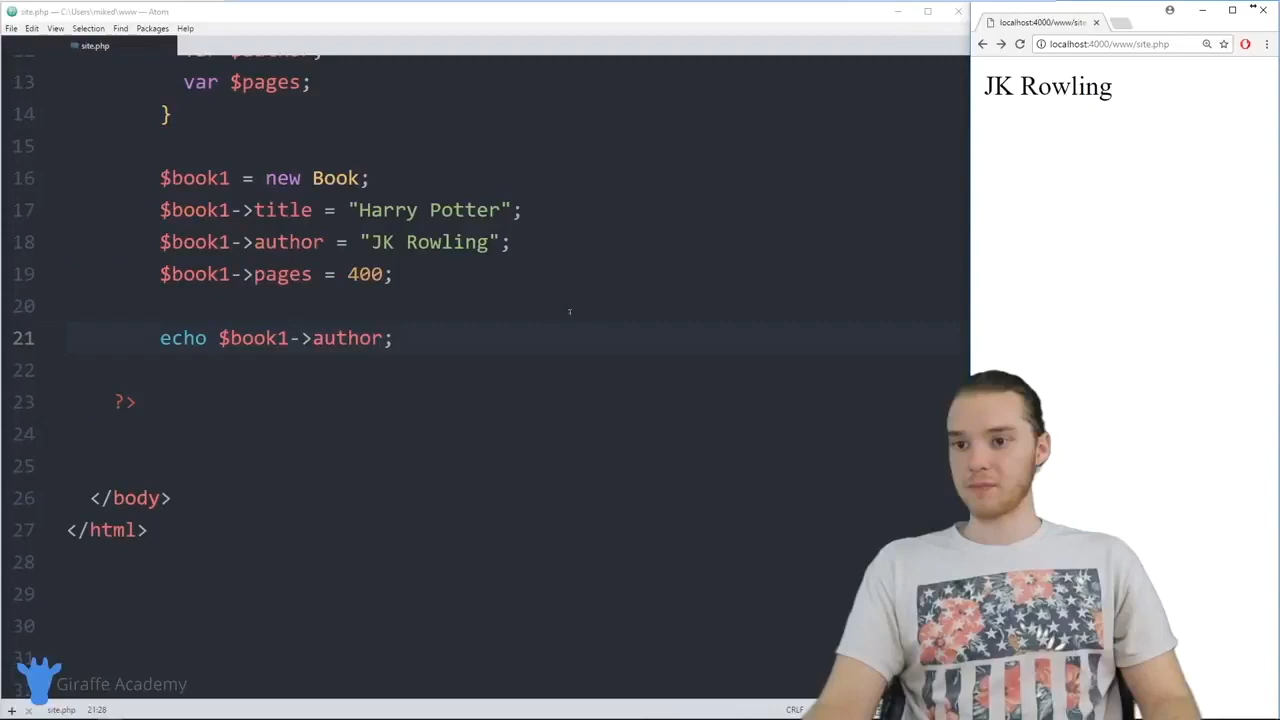 site.php — C:\Users\miked\www — Atom
File Edit View Selection Find Packages Help
site.php
localhost:4000/www/site
localhost:4000/www/site.php
JK Rowling
13 var $pages;
14 }
15
16 $book1 = new Book;
17 $book1->title = "Harry Potter";
18 $book1->author = "JK Rowling";
19 $book1->pages = 400;
20
21 echo $book1->author;
22
23 ?>
24
25
26 </body>
27 </html>
28
29
30
Giraffe Academy
site.php 21:28 CRLF